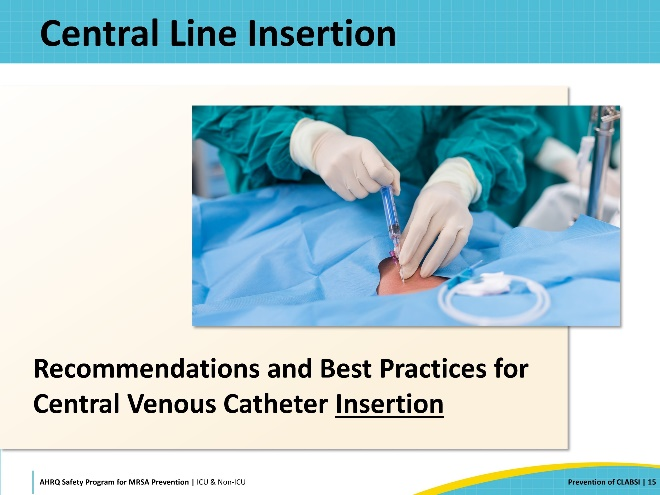 Central Line Insertion
Recommendations and Best Practices for
Central Venous Catheter Insertion
AHRQ Safety Program for MRSA Prevention | ICU & Non-ICU
Prevention of CLABSI | 15